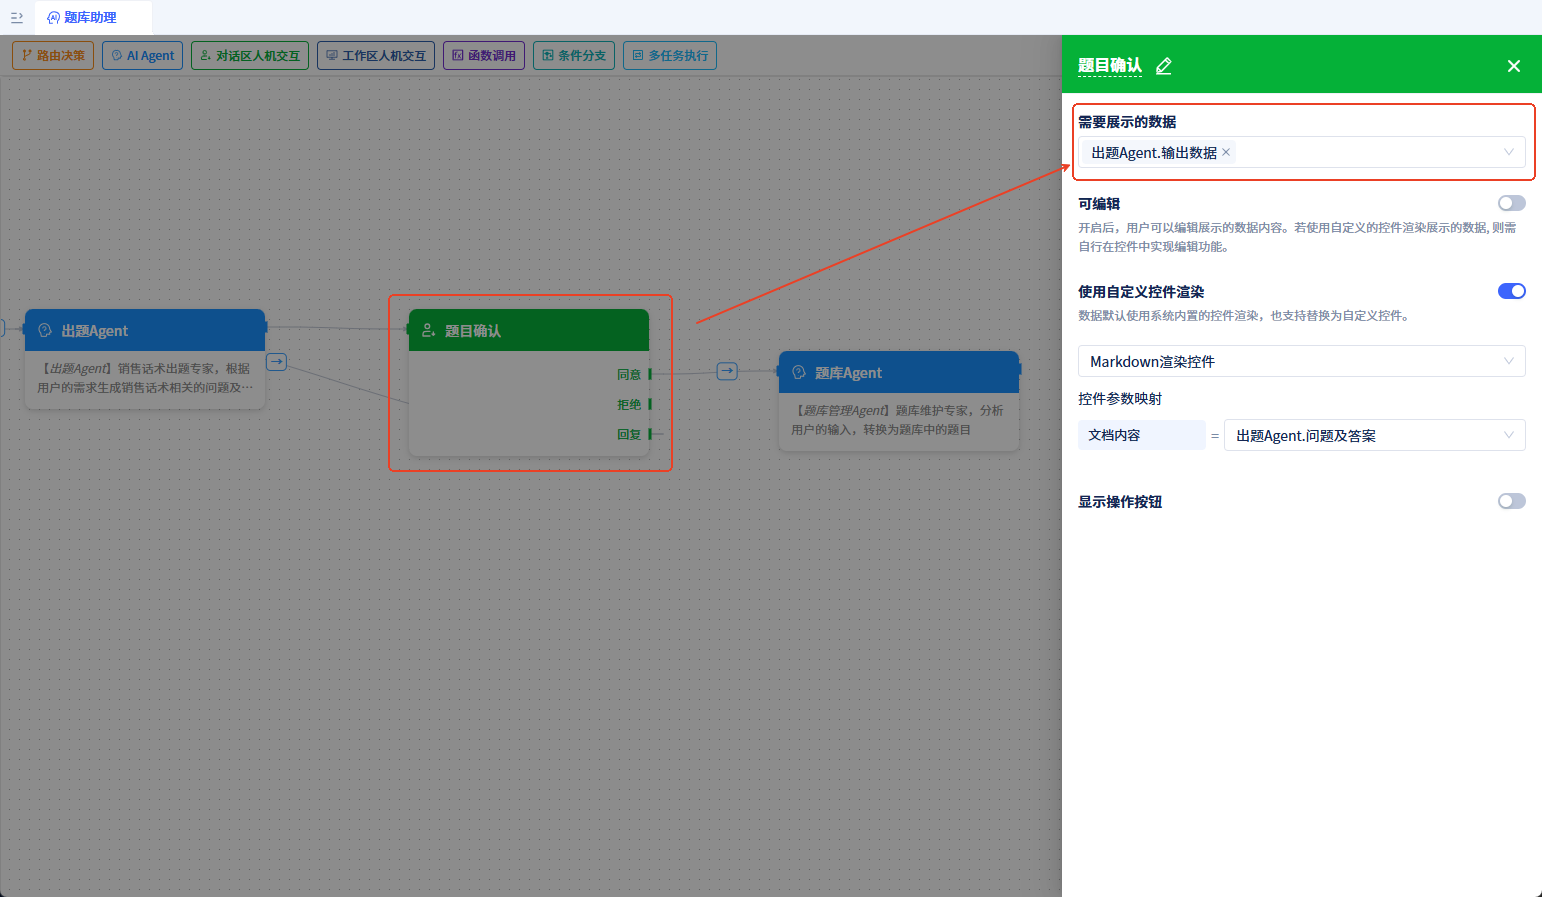 题库助理
路由决策
AI Agent
对话区人机交互
工作区人机交互
函数调用
条件分支
多任务执行
出题Agent
【出题Agent】销售话术出题专家，根据
用户的需求生成销售话术相关的问题及…
题目确认
同意
拒绝
回复
题库Agent
【题库管理Agent】题库维护专家，分析
用户的输入，转换为题库中的题目
题目确认
需要展示的数据
出题Agent.输出数据
可编辑
开启后，用户可以编辑展示的数据内容。若使用自定义的控件渲染展示的数据, 则需
自行在控件中实现编辑功能。
使用自定义控件渲染
数据默认使用系统内置的控件渲染，也支持替换为自定义控件。
Markdown渲染控件
控件参数映射
文档内容 = 出题Agent.问题及答案
显示操作按钮